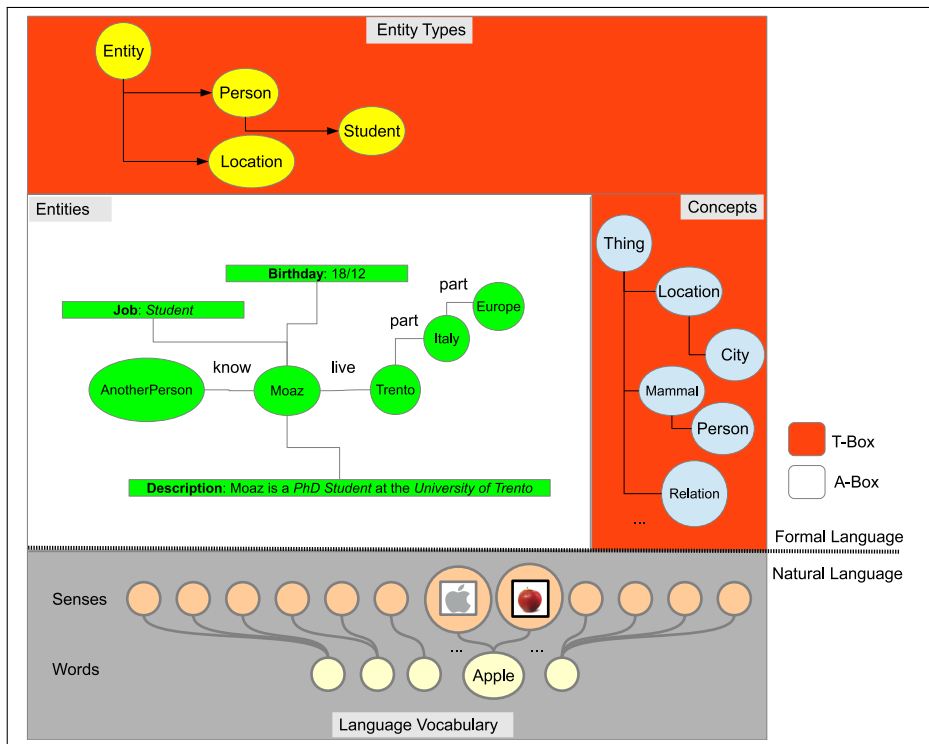 Entity Types
Entity
Person
Student
Location
Entities
Concepts
Thing
Birthday: 18/12
part
Location
Europe
Job: Student
part
Italy
City
know
live
AnotherPerson
Moaz
Trento
Mammal
Person
T-Box
Description: Moaz is a PhD Student at the University of Trento
A-Box
Relation
...
Formal Language
Natural Language
Senses
... ...
Words
Apple
Language Vocabulary